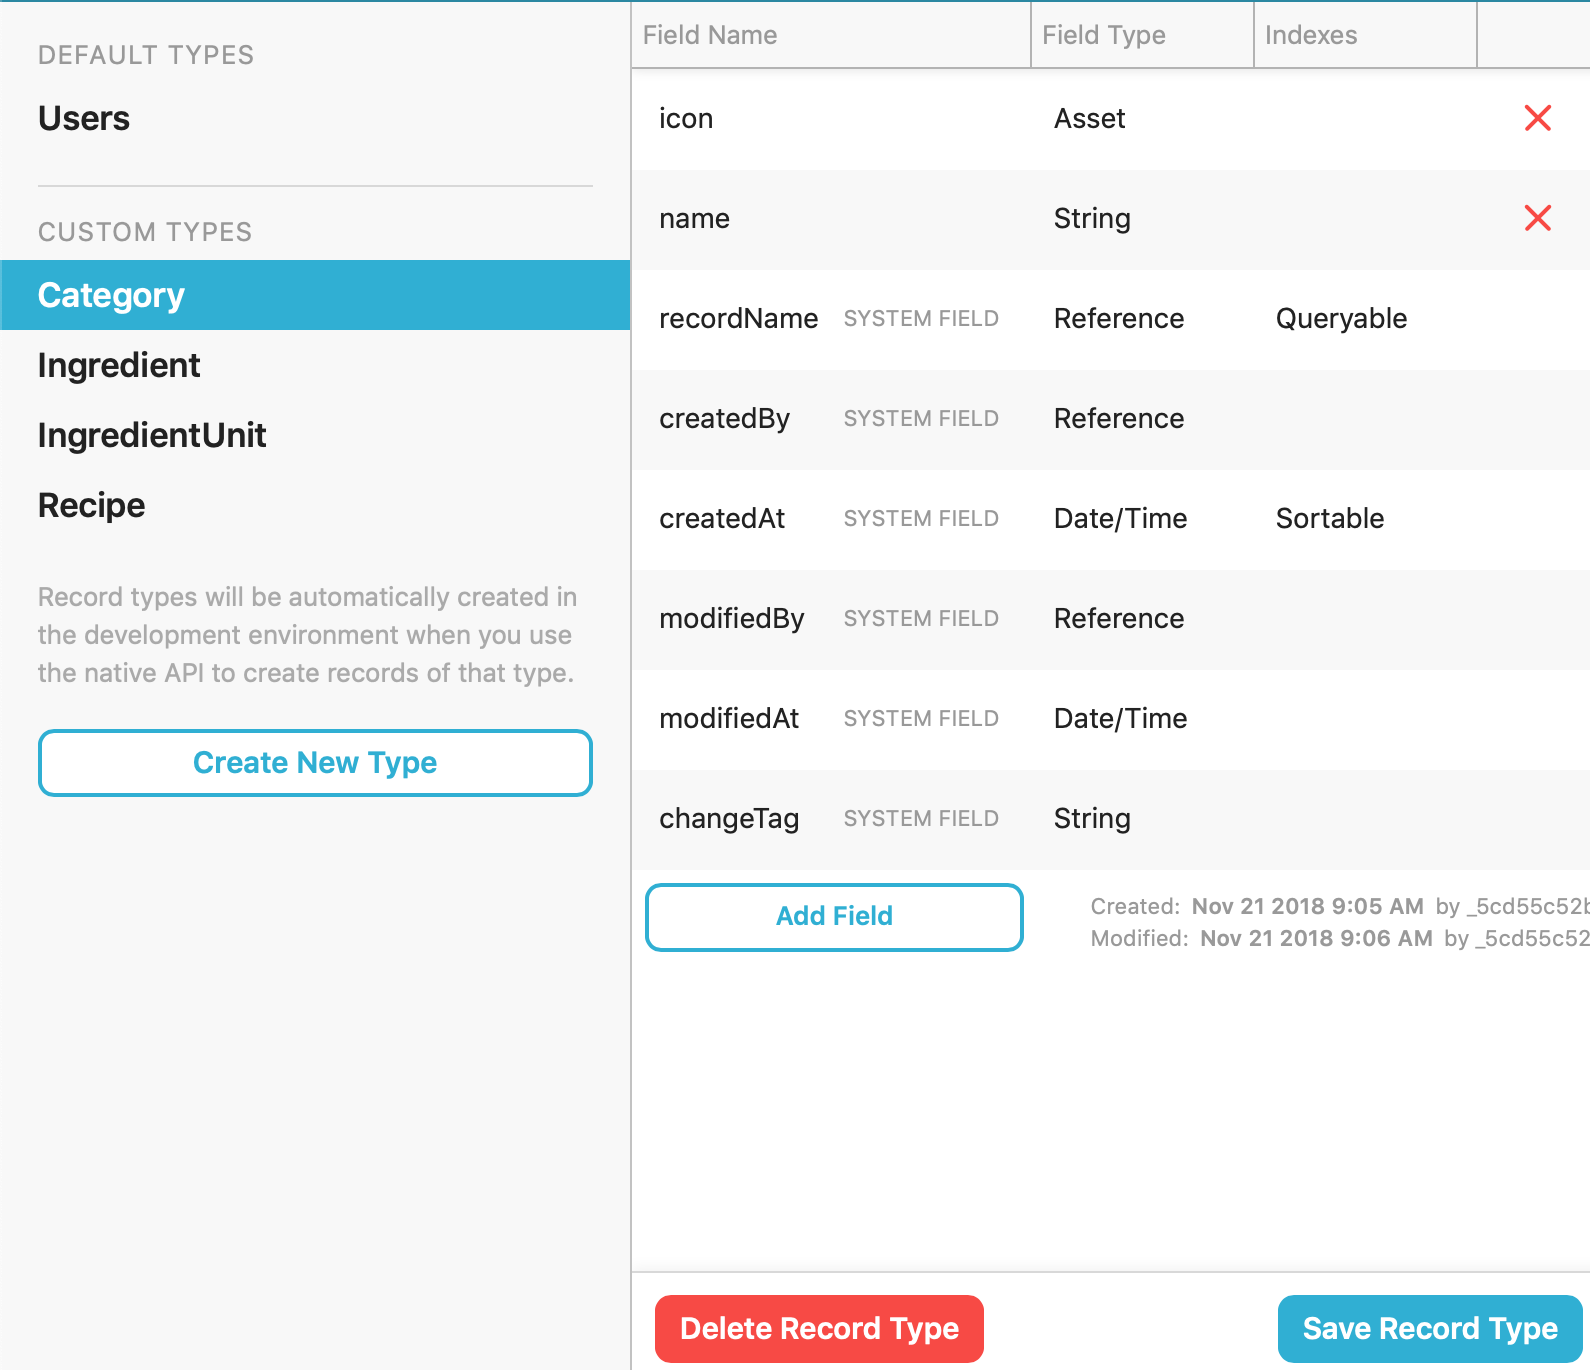 DEFAULT TYPES
Users
CUSTOM TYPES
Category
Ingredient
IngredientUnit
Recipe
Record types will be automatically created in
the development environment when you use
the native API to create records of that type.
Create New Type
Field Name Field Type Indexes
icon Asset
name String
recordName SYSTEM FIELD Reference Queryable
createdBy SYSTEM FIELD Reference
createdAt SYSTEM FIELD Date/Time Sortable
modifiedBy SYSTEM FIELD Reference
modifiedAt SYSTEM FIELD Date/Time
changeTag SYSTEM FIELD String
Add Field
Created: Nov 21 2018 9:05 AM by _5cd55c52b
Modified: Nov 21 2018 9:06 AM by _5cd55c52
Delete Record Type Save Record Type